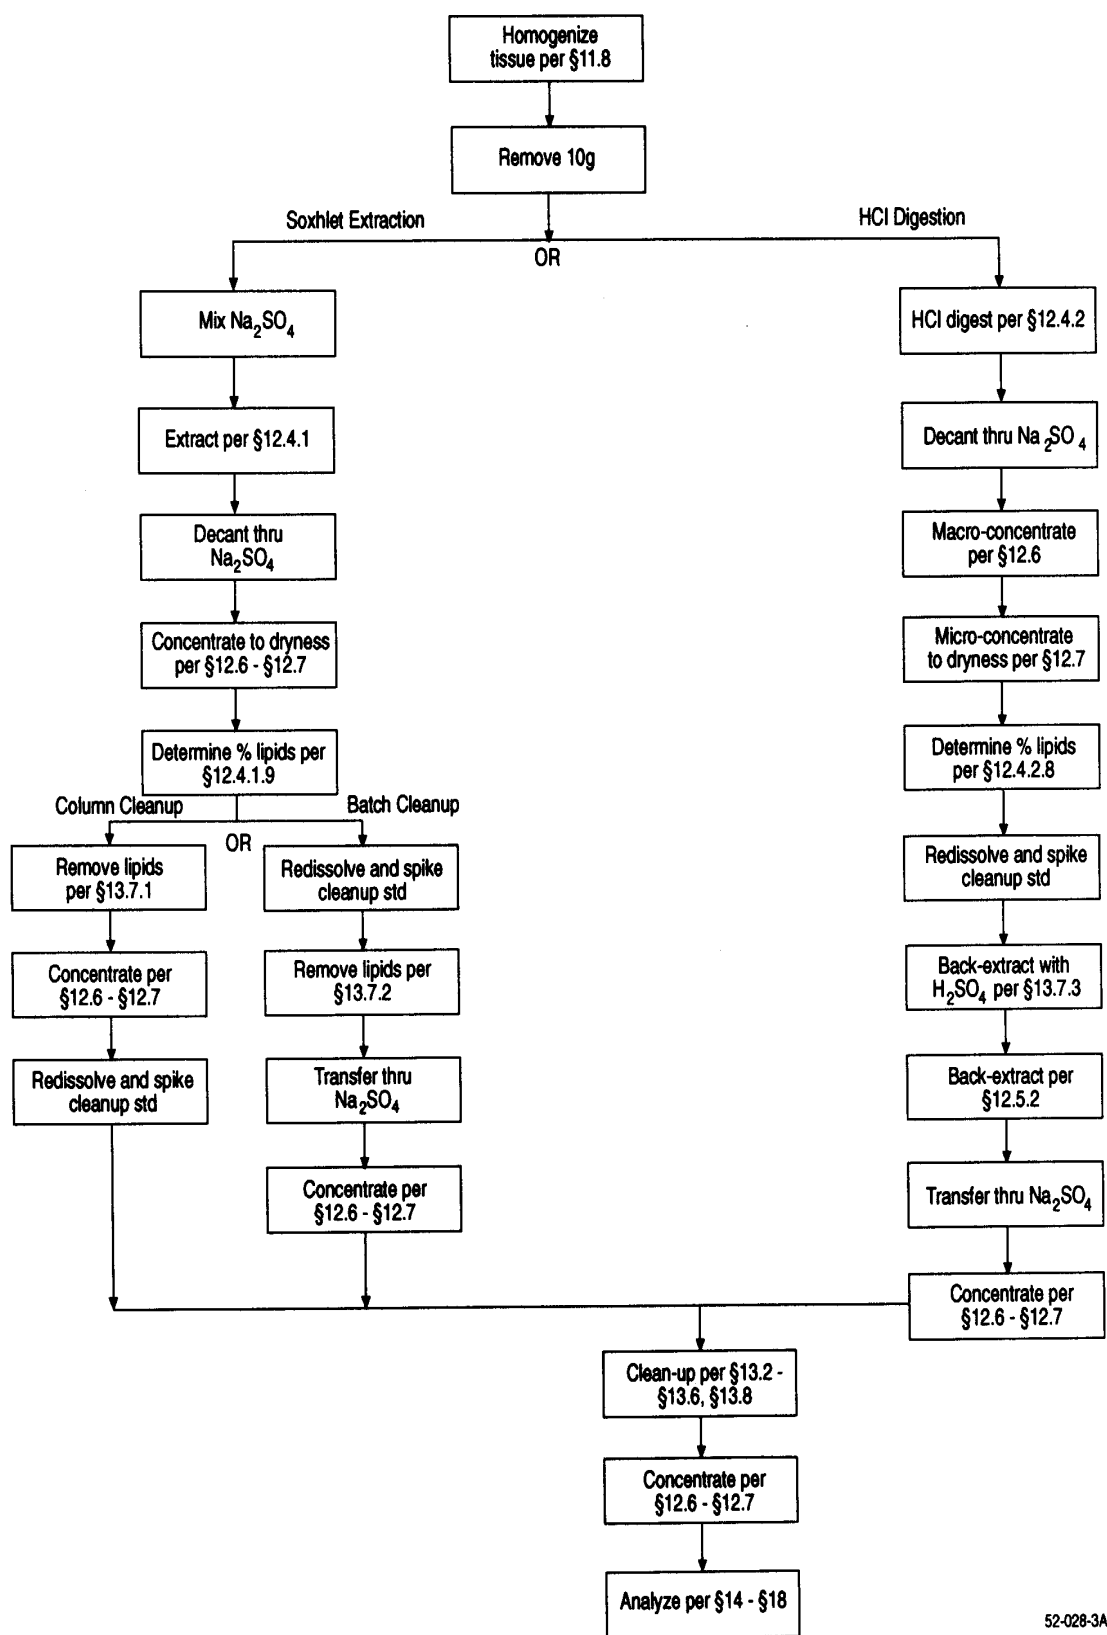 Homogenize
tissue per §11.8
Remove 10g
Soxhlet Extraction
HCl Digestion
OR
Mix Na₂SO₄
Extract per §12.4.1
Decant thru
Na₂SO₄
Concentrate to dryness
per §12.6 - §12.7
Determine % lipids per
§12.4.1.9
Column Cleanup
Batch Cleanup
OR
Remove lipids
per §13.7.1
Concentrate per
§12.6 - §12.7
Redissolve and spike
cleanup std
Redissolve and spike
cleanup std
Remove lipids per
§13.7.2
Transfer thru
Na₂SO₄
Concentrate per
§12.6 - §12.7
HCl digest per §12.4.2
Decant thru Na₂SO₄
Macro-concentrate
per §12.6
Micro-concentrate
to dryness per §12.7
Determine % lipids
per §12.4.2.8
Redissolve and spike
cleanup std
Back-extract with
H₂SO₄ per §13.7.3
Back-extract per
§12.5.2
Transfer thru Na₂SO₄
Concentrate per
§12.6 - §12.7
Clean-up per §13.2 -
§13.6, §13.8
Concentrate per
§12.6 - §12.7
Analyze per §14 - §18
52-028-3A